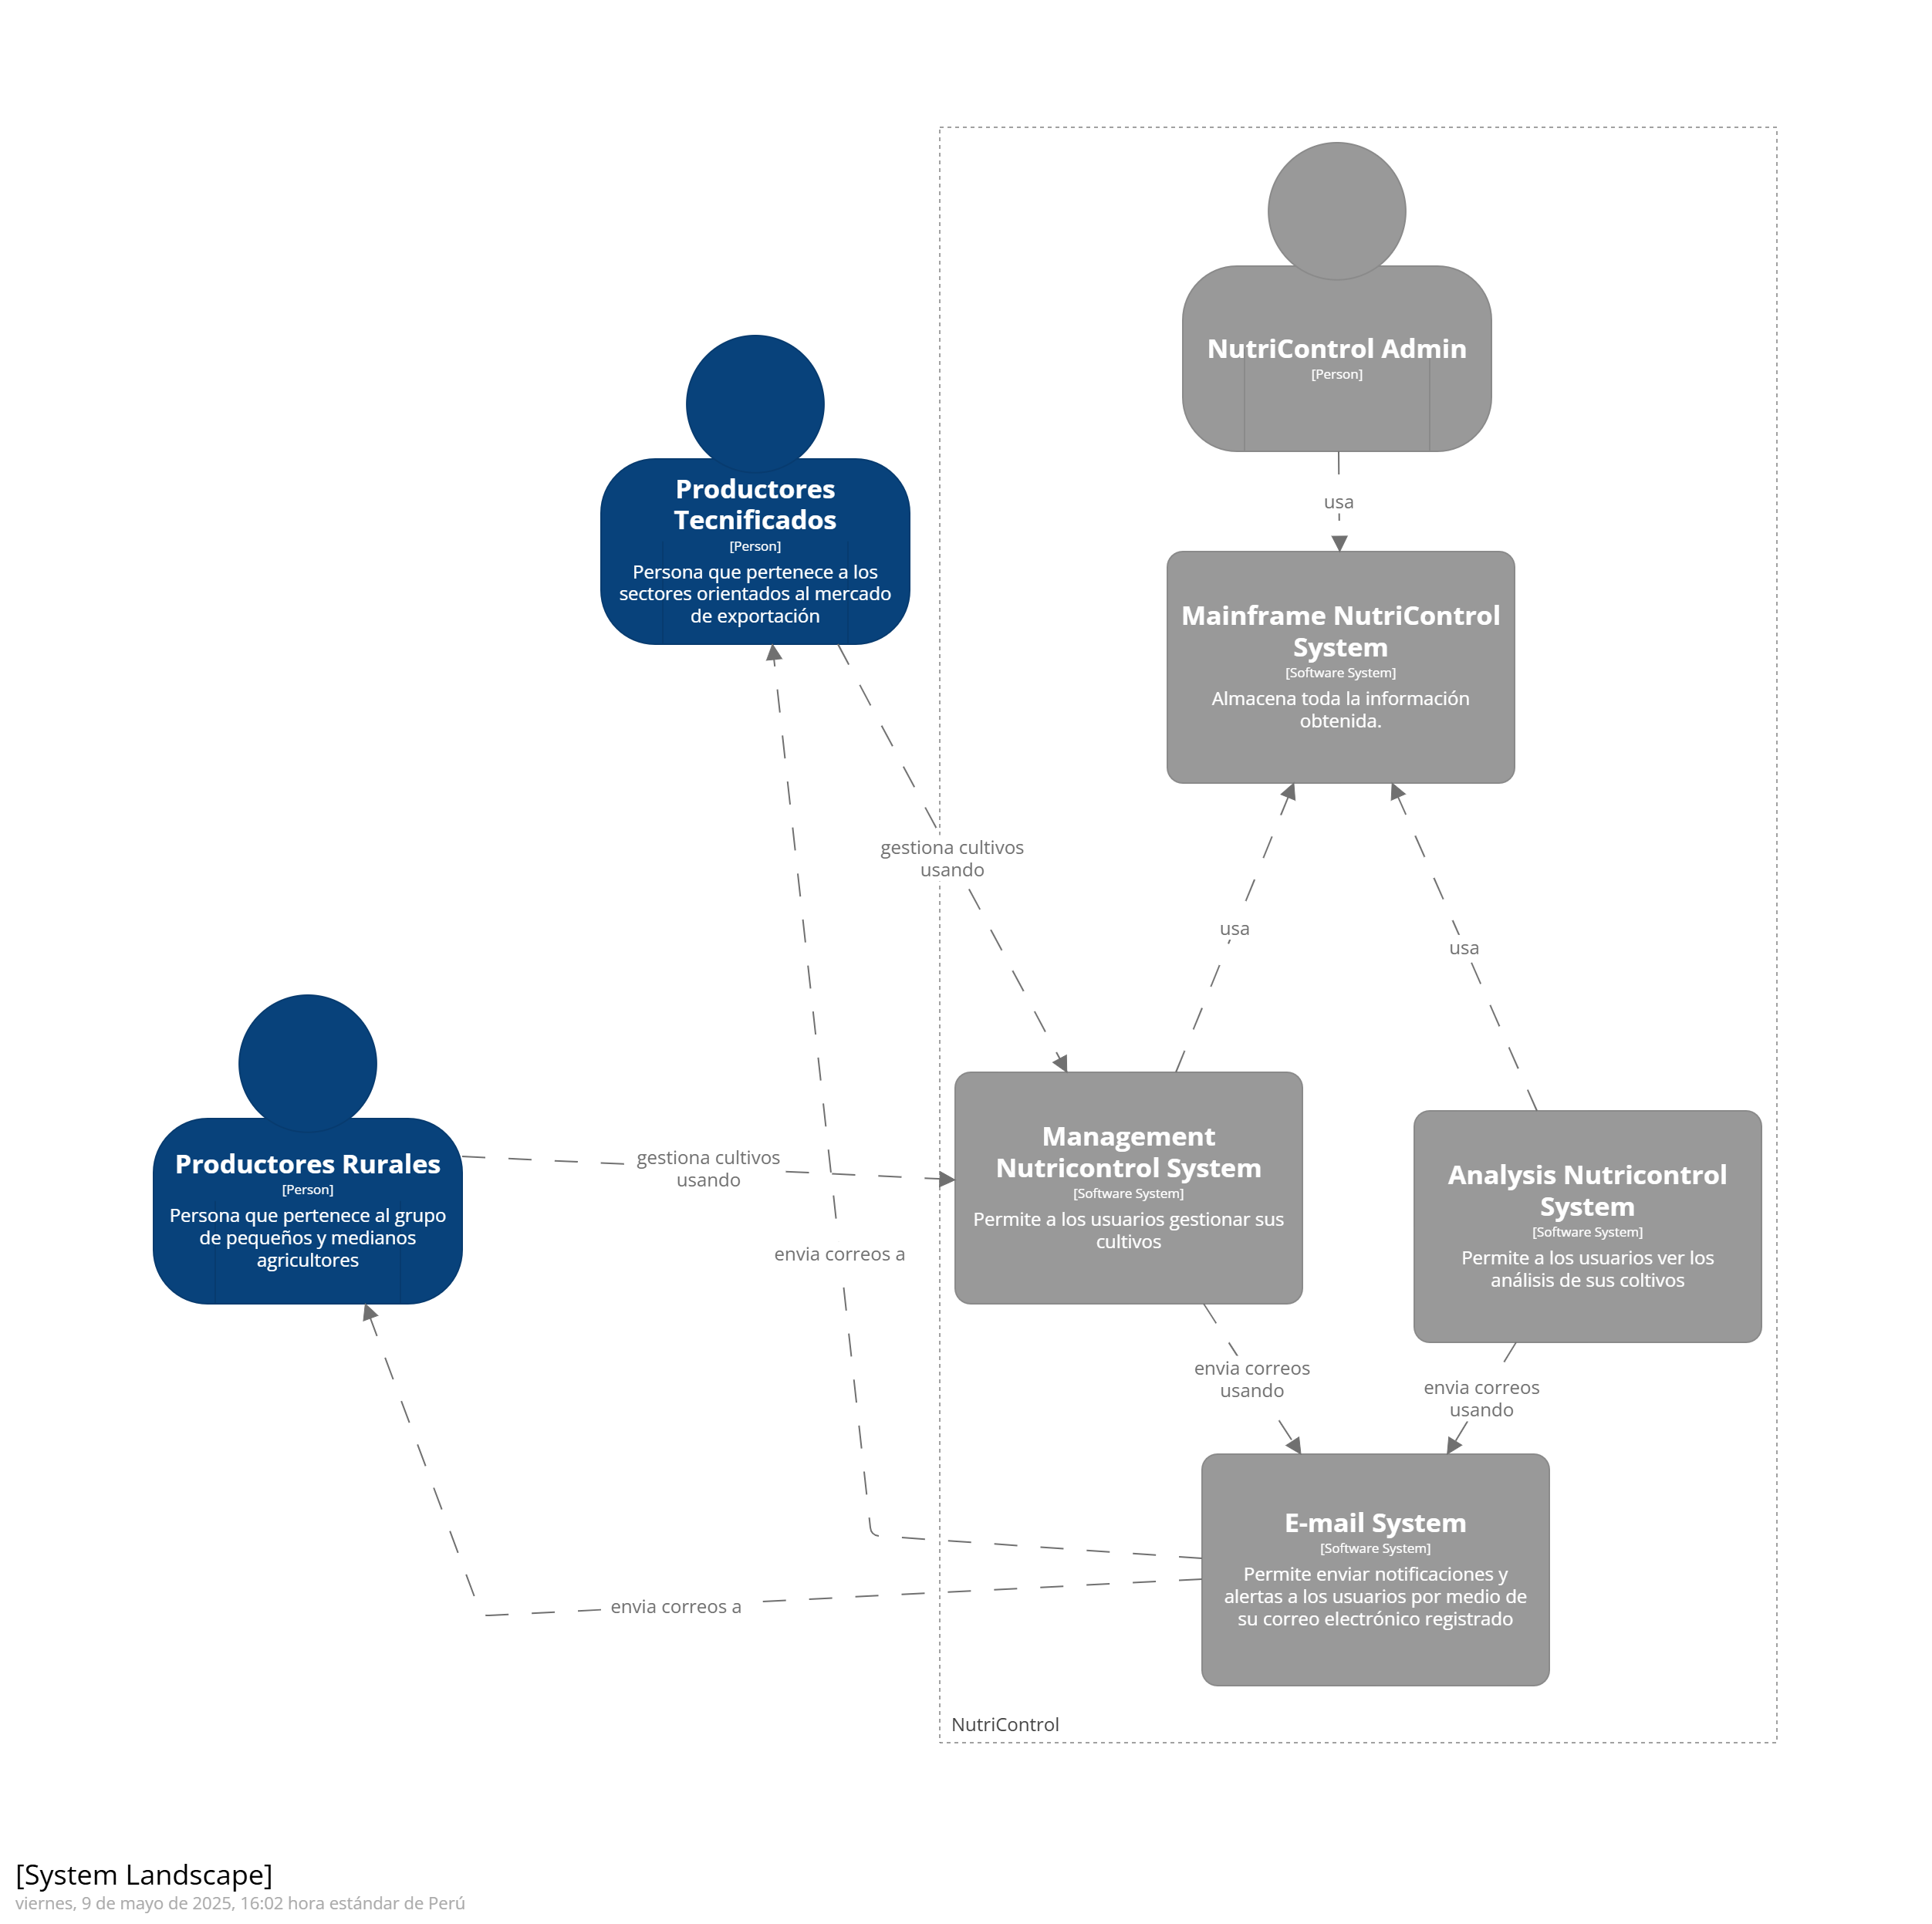 NutriControl Admin
[Person]
usa
Productores
Tecnificados
[Person]
Persona que pertenece a los
sectores orientados al mercado
de exportación
Mainframe NutriControl
System
[Software System]
Almacena toda la información
obtenida.
gestiona cultivos
usando
usa
usa
Productores Rurales
[Person]
Persona que pertenece al grupo
de pequeños y medianos
agricultores
gestiona cultivos
usando
envia correos a
Management
Nutricontrol System
[Software System]
Permite a los usuarios gestionar sus
cultivos
Analysis Nutricontrol
System
[Software System]
Permite a los usuarios ver los
análisis de sus coltivos
envia correos
usando
envia correos
usando
E-mail System
[Software System]
Permite enviar notificaciones y
alertas a los usuarios por medio de
su correo electrónico registrado
envia correos a
NutriControl
[System Landscape]
viernes, 9 de mayo de 2025, 16:02 hora estándar de Perú